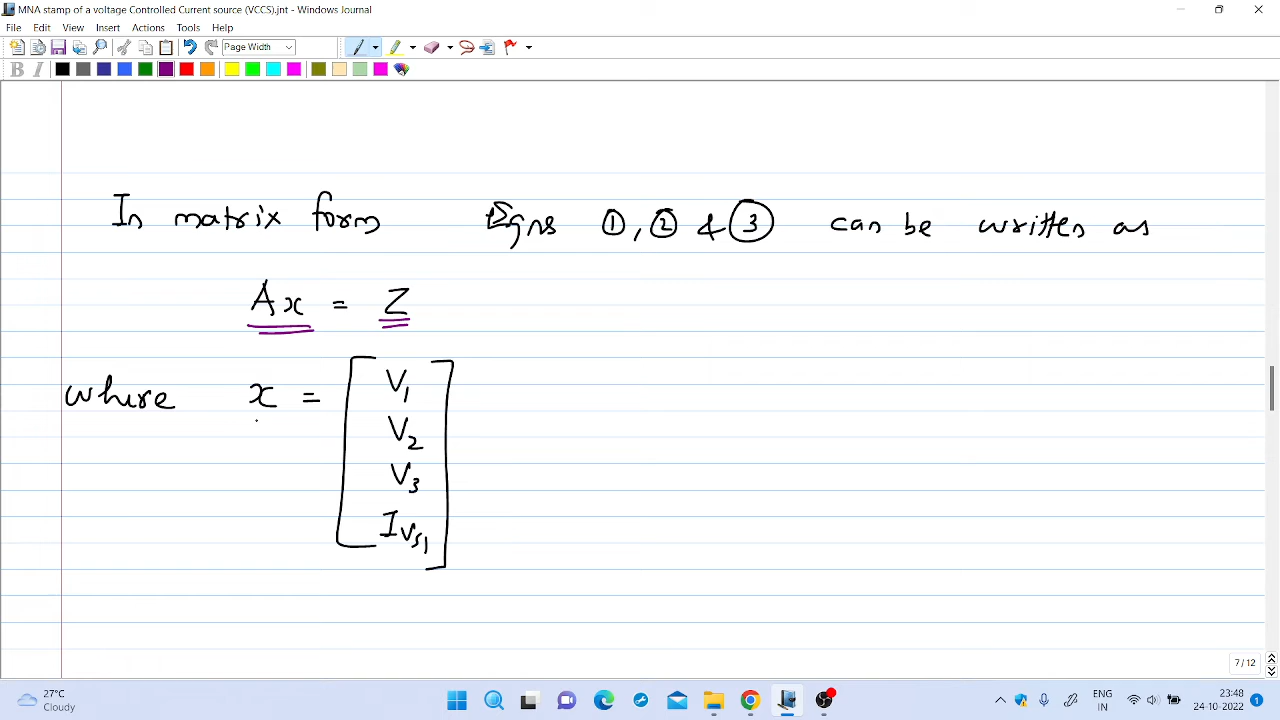 MNA stamp of a voltage Controlled Current source (VCCS).jnt - Windows Journal
File Edit View Insert Actions Tools Help
Page Width
B I
In matrix form Eqns ①, ② & ③ can be written as
Ax = Z
where x = [
V1
V2
V3
IVS1
]
7 / 12
27°C
Cloudy
ENG
IN
23:48
24-10-2022
1